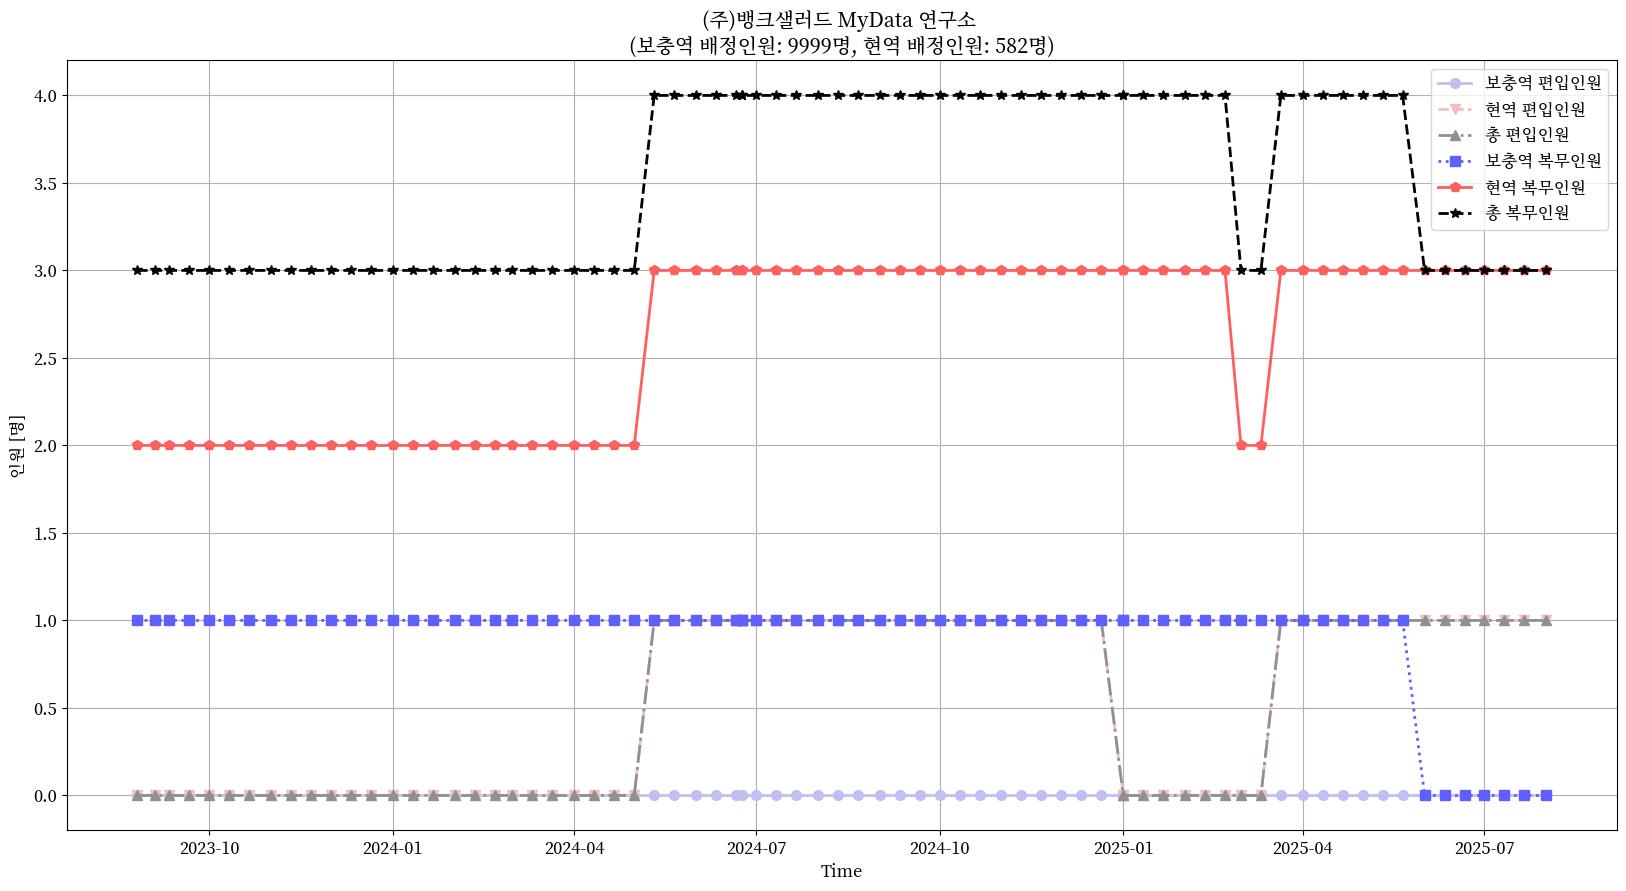 (주)뱅크샐러드 MyData 연구소
(보충역 배정인원: 9999명, 현역 배정인원: 582명)
보충역 편입인원
현역 편입인원
총 편입인원
보충역 복무인원
현역 복무인원
총 복무인원
인원 [명]
4.0
3.5
3.0
2.5
2.0
1.5
1.0
0.5
0.0
2023-10 2024-01 2024-04 2024-07 2024-10 2025-01 2025-04 2025-07
Time